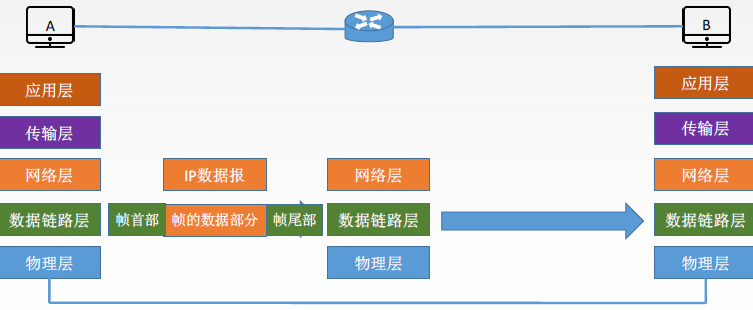 A
B
应用层
应用层
传输层
传输层
网络层
IP数据报
网络层
网络层
数据链路层
帧首部
帧的数据部分
帧尾部
数据链路层
数据链路层
物理层
物理层
物理层